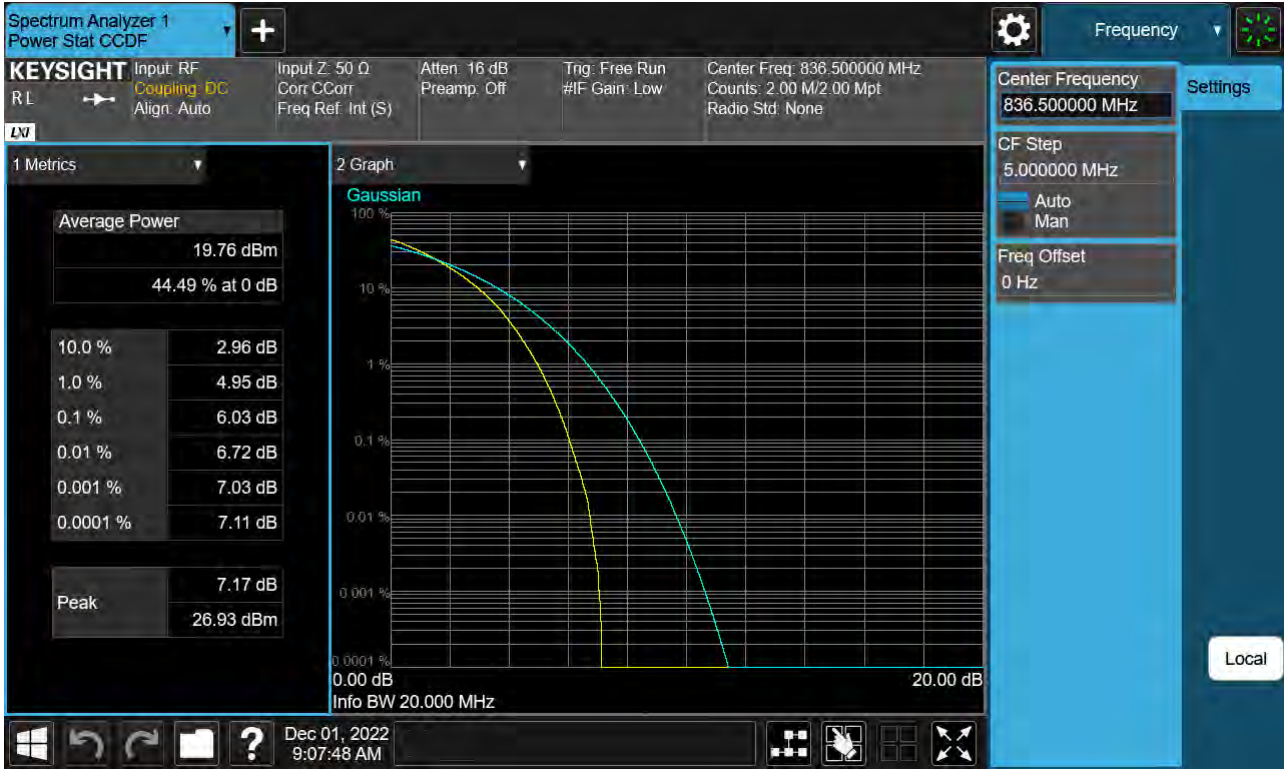 Spectrum Analyzer 1
Power Stat CCDF
+
Frequency
KEYSIGHT
R L
LXI
Input: RF
Coupling: DC
Align: Auto
Input Z: 50 Ω
Corr CCorr
Freq Ref: Int (S)
Atten: 16 dB
Preamp: Off
Trig: Free Run
#IF Gain: Low
Center Freq: 836.500000 MHz
Counts: 2.00 M/2.00 Mpt
Radio Std: None
Center Frequency
836.500000 MHz
Settings
CF Step
5.000000 MHz
Auto
Man
Freq Offset
0 Hz
Local
1 Metrics
Average Power
19.76 dBm
44.49 % at 0 dB
10.0 % 2.96 dB
1.0 % 4.95 dB
0.1 % 6.03 dB
0.01 % 6.72 dB
0.001 % 7.03 dB
0.0001 % 7.11 dB
Peak
7.17 dB
26.93 dBm
2 Graph
Gaussian
100 %
10 %
1 %
0.1 %
0.01 %
0.001 %
0.0001 %
0.00 dB 20.00 dB
Info BW 20.000 MHz
?
Dec 01, 2022
9:07:48 AM